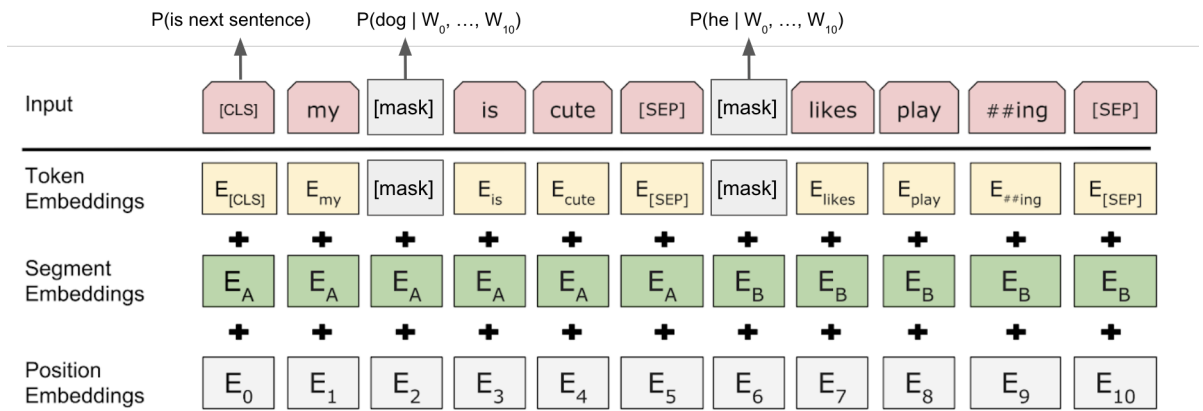 P(is next sentence) P(dog | W₀, …, W₁₀) P(he | W₀, …, W₁₀)
Input [CLS] my [mask] is cute [SEP] [mask] likes play ##ing [SEP]
Token
Embeddings E[CLS] Emy [mask] Eis Ecute E[SEP] [mask] Elikes Eplay E##ing E[SEP]
+ + + + + + + + + + +
Segment
Embeddings EA EA EA EA EA EA EB EB EB EB EB
+ + + + + + + + + + +
Position
Embeddings E₀ E₁ E₂ E₃ E₄ E₅ E₆ E₇ E₈ E₉ E₁₀